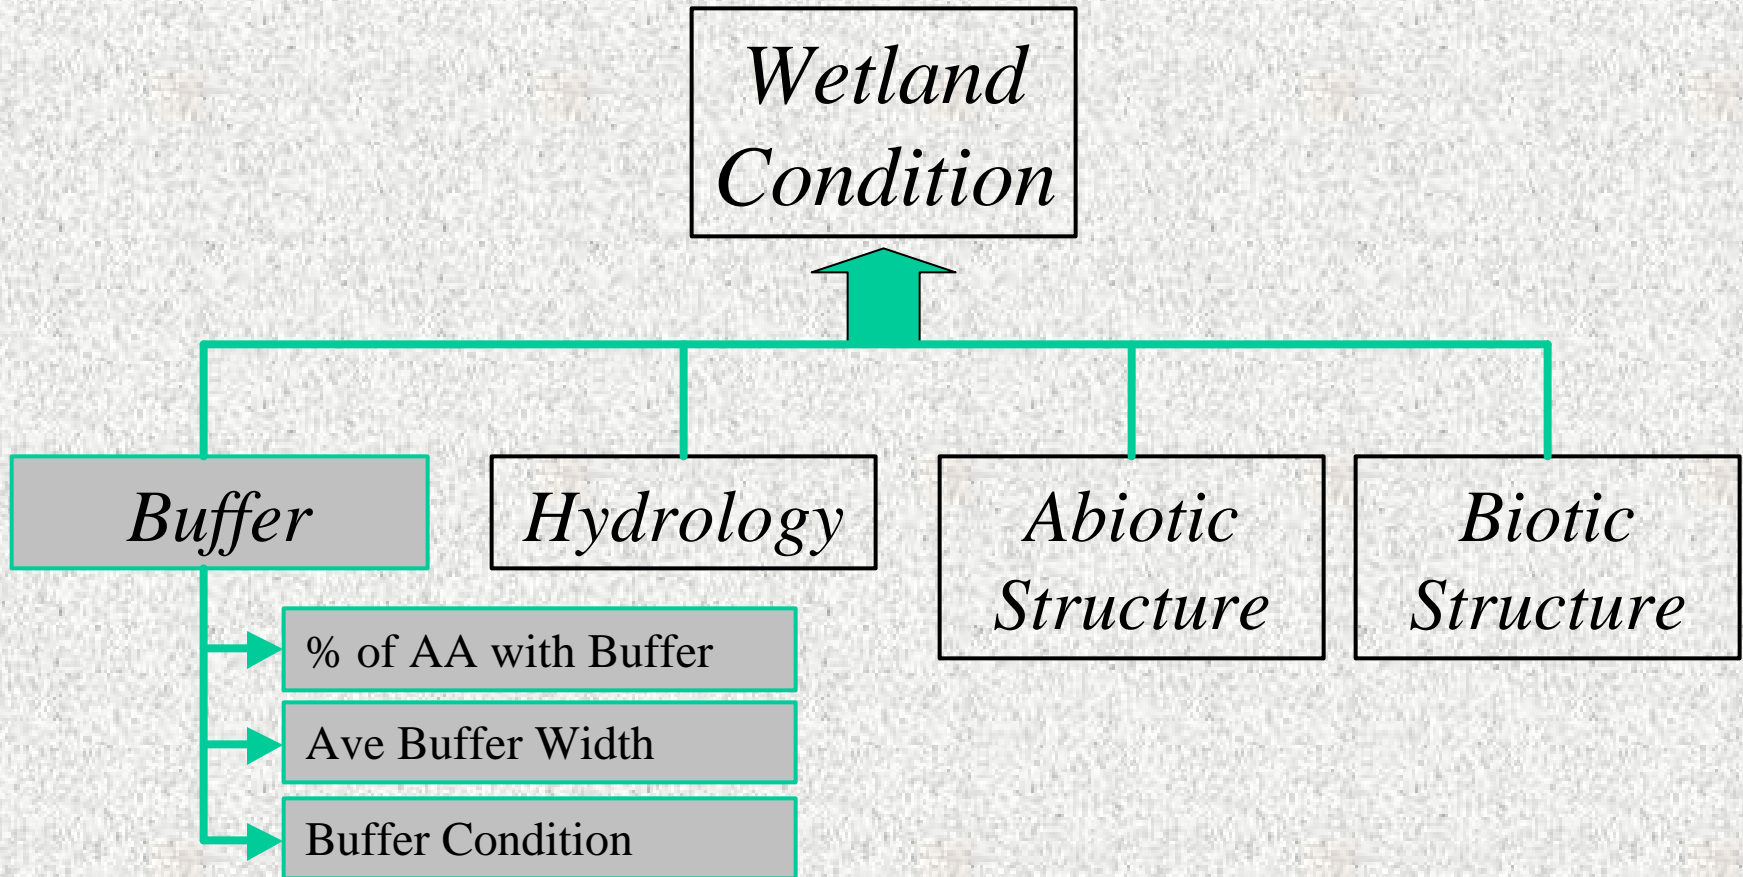 Wetland
Condition
Buffer
Hydrology
Abiotic
Structure
Biotic
Structure
% of AA with Buffer
Ave Buffer Width
Buffer Condition